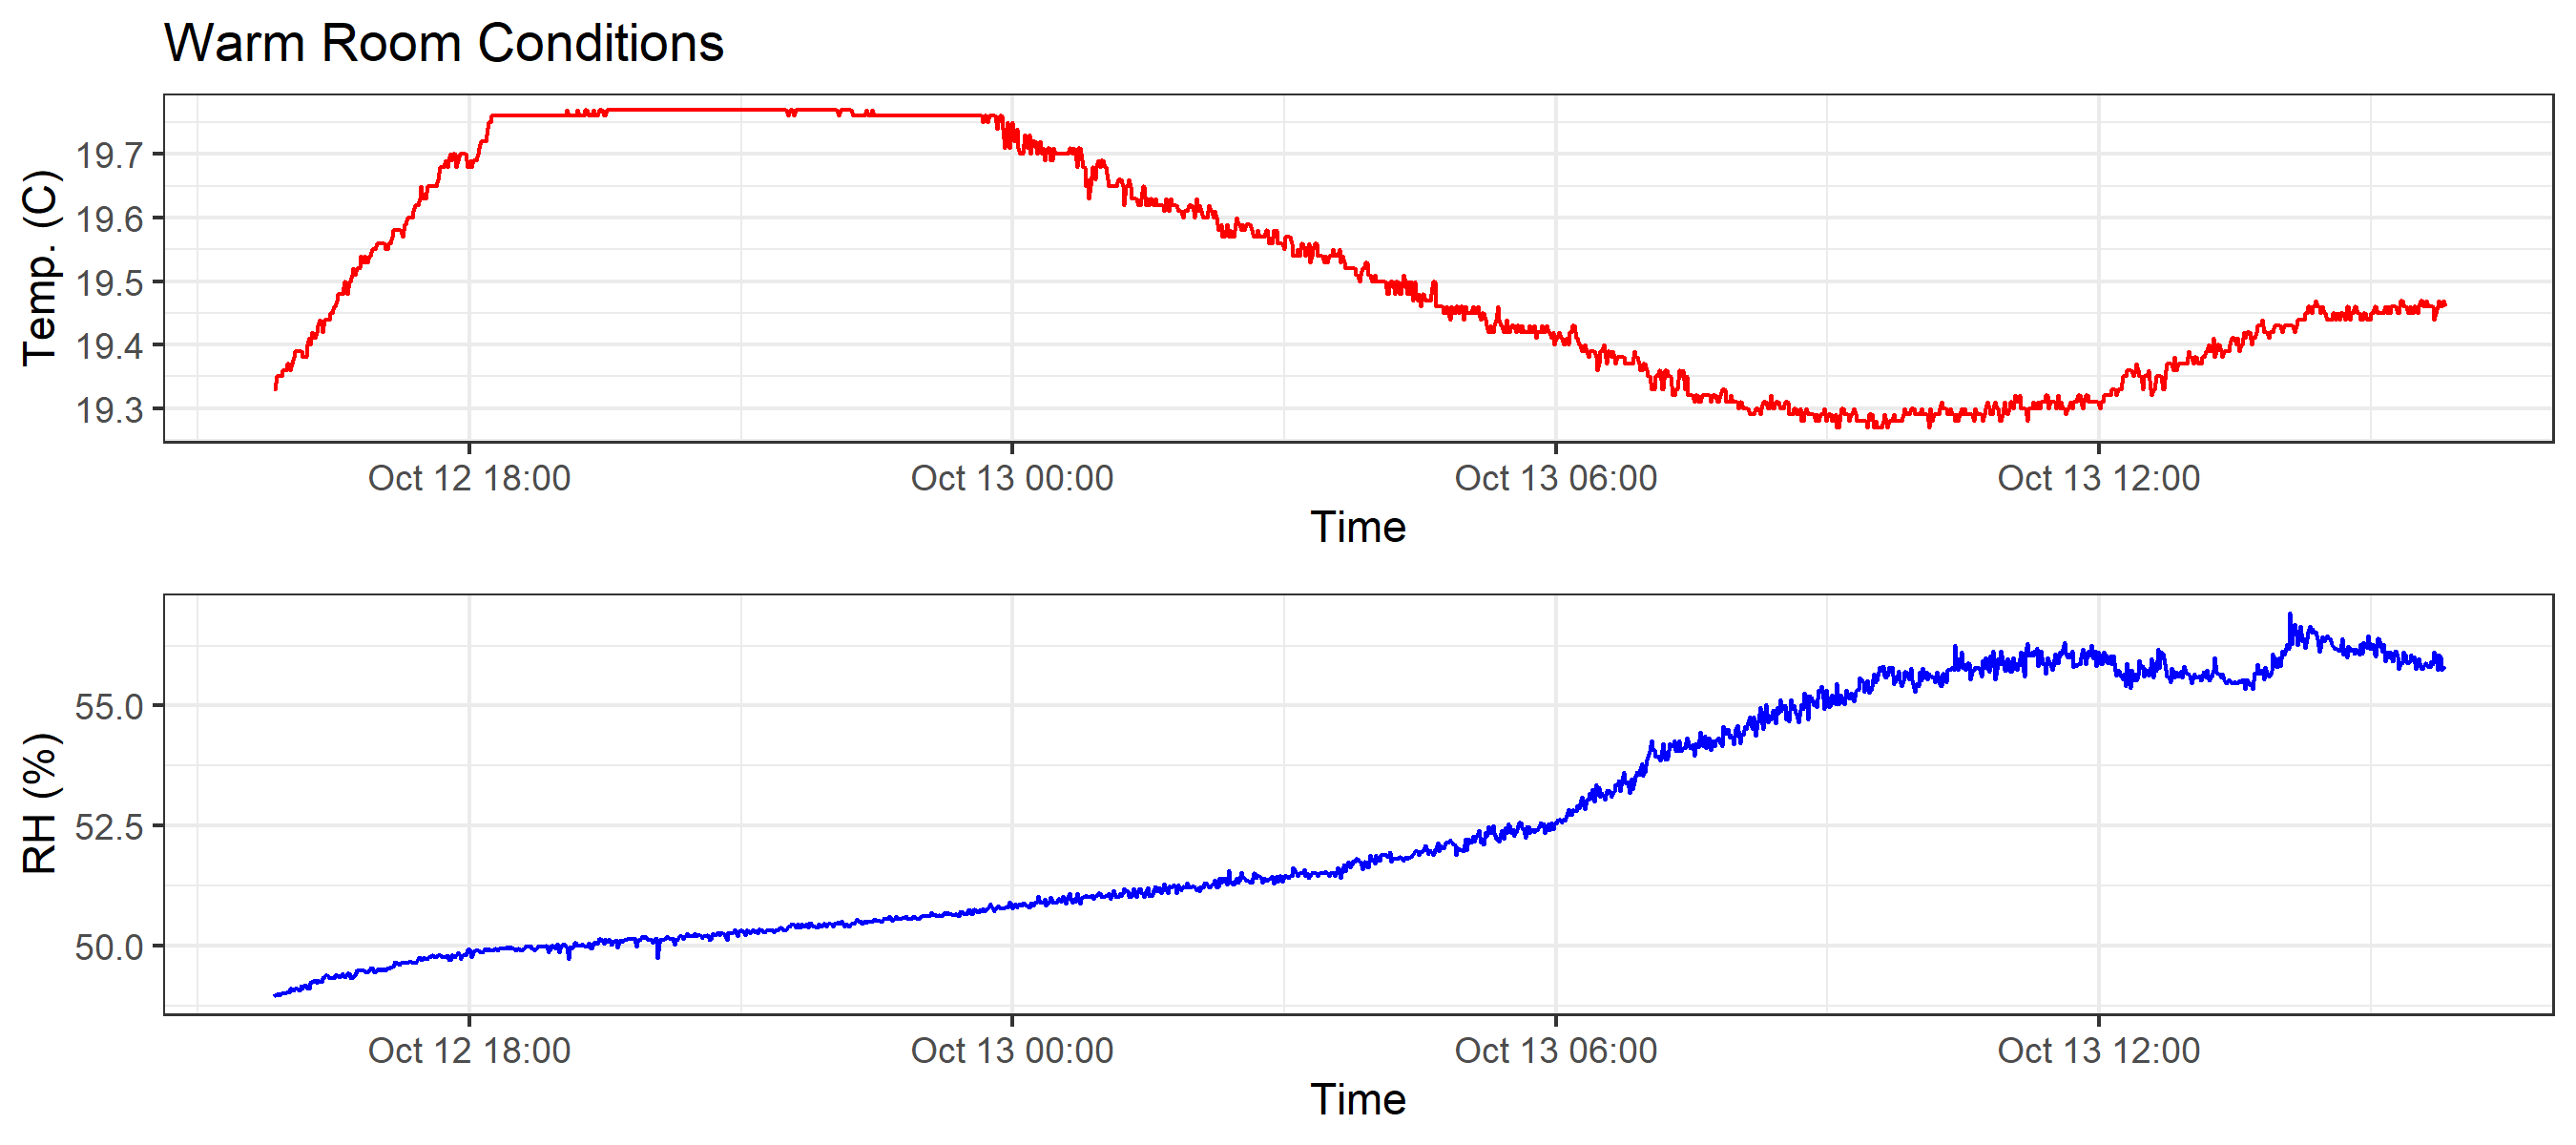 Warm Room Conditions
Temp. (C)
19.7
19.6
19.5
19.4
19.3
Oct 12 18:00 Oct 13 00:00 Oct 13 06:00 Oct 13 12:00
Time
RH (%)
55.0
52.5
50.0
Oct 12 18:00 Oct 13 00:00 Oct 13 06:00 Oct 13 12:00
Time